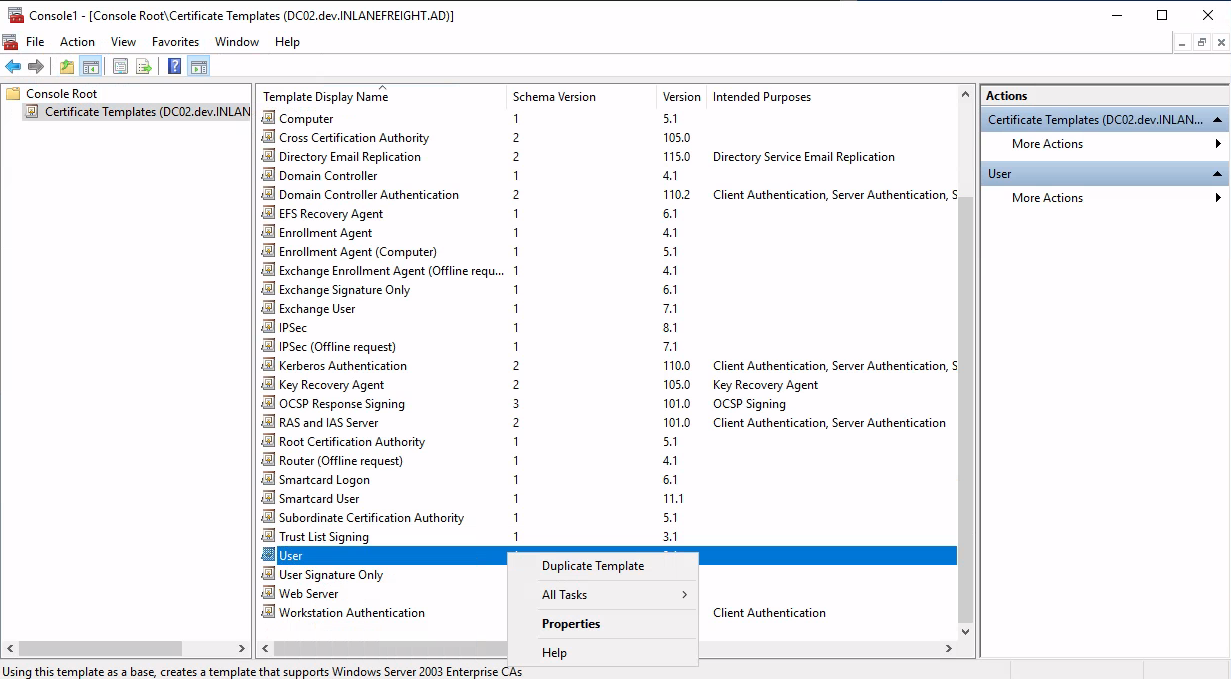 Console1 - [Console Root\Certificate Templates (DC02.dev.INLANEFREIGHT.AD)]
File Action View Favorites Window Help
Console Root
Certificate Templates (DC02.dev.INLAN
Template Display Name Schema Version Version Intended Purposes
Computer 1 5.1
Cross Certification Authority 2 105.0
Directory Email Replication 2 115.0 Directory Service Email Replication
Domain Controller 1 4.1
Domain Controller Authentication 2 110.2 Client Authentication, Server Authentication, S
EFS Recovery Agent 1 6.1
Enrollment Agent 1 4.1
Enrollment Agent (Computer) 1 5.1
Exchange Enrollment Agent (Offline requ... 1 4.1
Exchange Signature Only 1 6.1
Exchange User 1 7.1
IPSec 1 8.1
IPSec (Offline request) 1 7.1
Kerberos Authentication 2 110.0 Client Authentication, Server Authentication, S
Key Recovery Agent 2 105.0 Key Recovery Agent
OCSP Response Signing 3 101.0 OCSP Signing
RAS and IAS Server 2 101.0 Client Authentication, Server Authentication
Root Certification Authority 1 5.1
Router (Offline request) 1 4.1
Smartcard Logon 1 6.1
Smartcard User 1 11.1
Subordinate Certification Authority 1 5.1
Trust List Signing 1 3.1
User
User Signature Only
Web Server
Workstation Authentication Client Authentication
Duplicate Template
All Tasks
Properties
Help
Actions
Certificate Templates (DC02.dev.INLAN...
More Actions
User
More Actions
Using this template as a base, creates a template that supports Windows Server 2003 Enterprise CAs